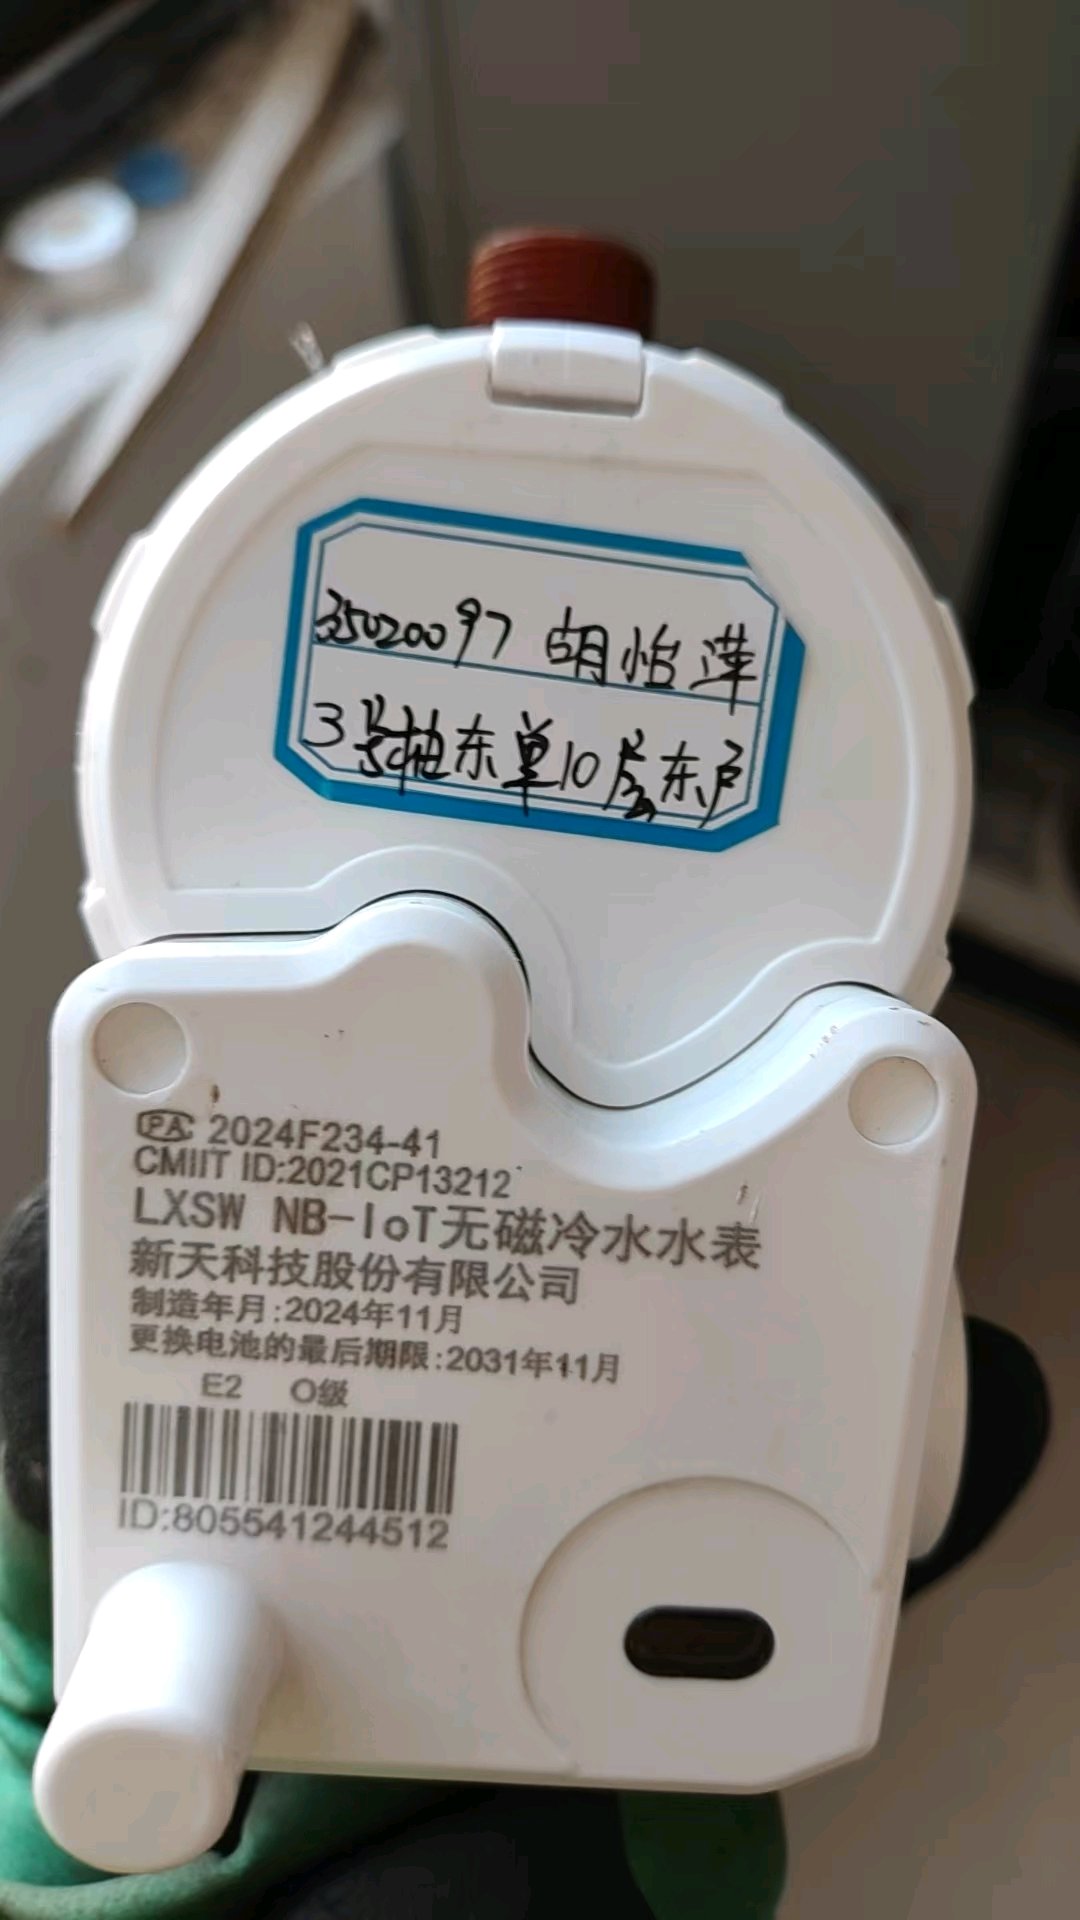 35020097 胡怡萍
3号楼东单10层东户
PA 2024F234-41
CMIIT ID:2021CP13212
LXSW NB-IoT无磁冷水水表
新天科技股份有限公司
制造年月:2024年11月
更换电池的最后期限:2031年11月
E2 O级
ID:805541244512